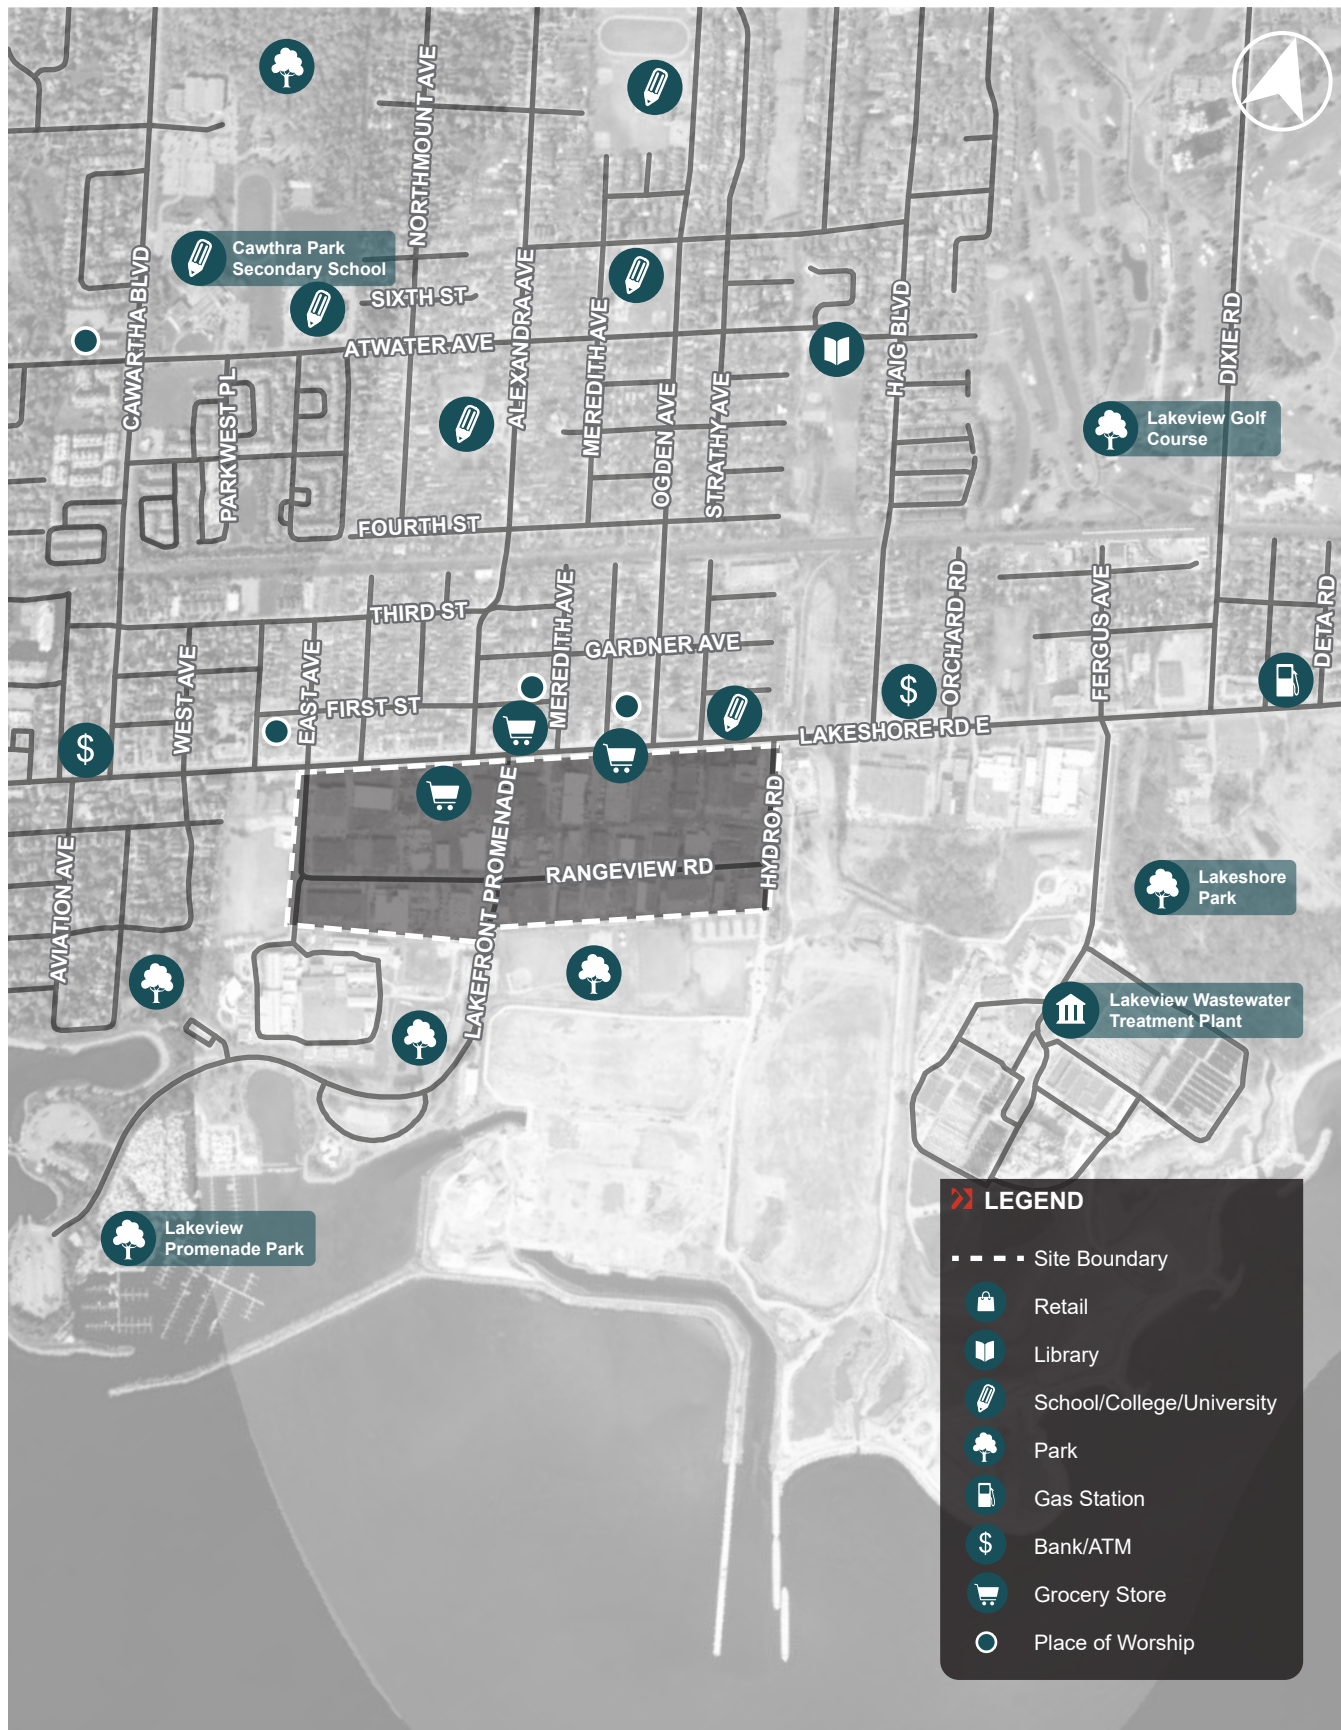 NORTHMOUNT AVE
Cawthra Park
Secondary School
CAWARTHA BLVD
SIXTH ST
ATWATER AVE
ALEXANDRA AVE
MEREDITH AVE
HAIG BLVD
DIXIE RD
PARKWEST PL
OGDEN AVE
STRATHY AVE
Lakeview Golf
Course
FOURTH ST
THIRD ST
MEREDITH AVE
GARDNER AVE
ORCHARD RD
FERGUS AVE
DETA RD
WEST AVE
EAST AVE
FIRST ST
$
$
LAKESHORE RD E
LAKEFRONT PROMENADE
HYDRO RD
RANGEVIEW RD
AVIATION AVE
Lakeshore
Park
Lakeview Wastewater
Treatment Plant
Lakeview
Promenade Park
LEGEND
Site Boundary
Retail
Library
School/College/University
Park
Gas Station
$
Bank/ATM
Grocery Store
Place of Worship